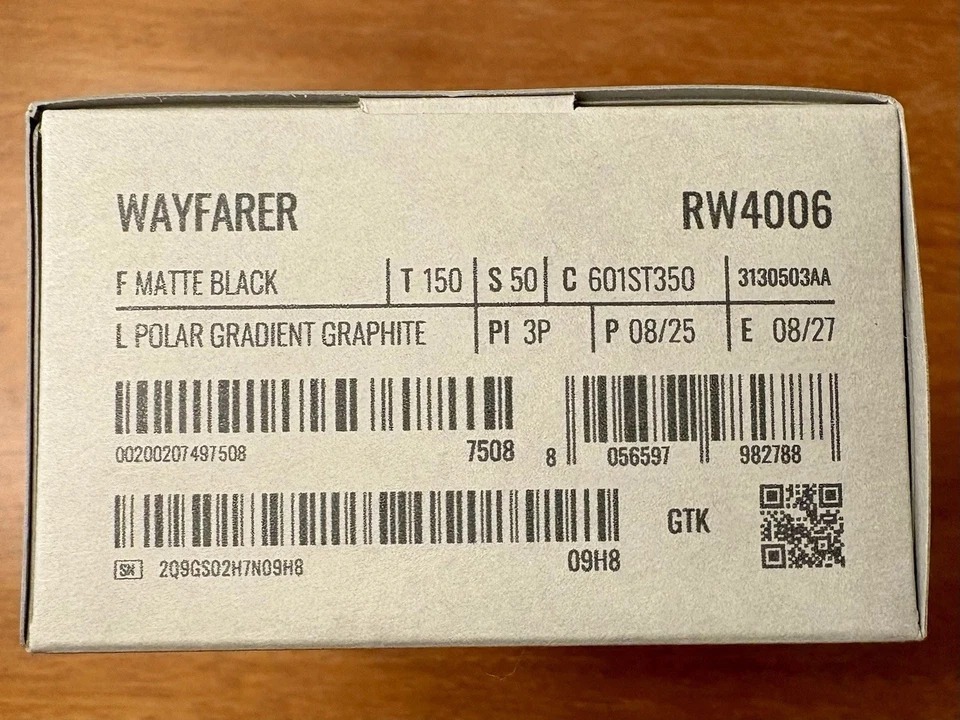 WAYFARER RW4006
F MATTE BLACK T 150 S 50 C 601ST350 3130503AA
L POLAR GRADIENT GRAPHITE PI 3P P 08/25 E 08/27
00200207497508 7508 8 056597 982788
GTK
SN 2Q9GS02H7N09H8 09H8